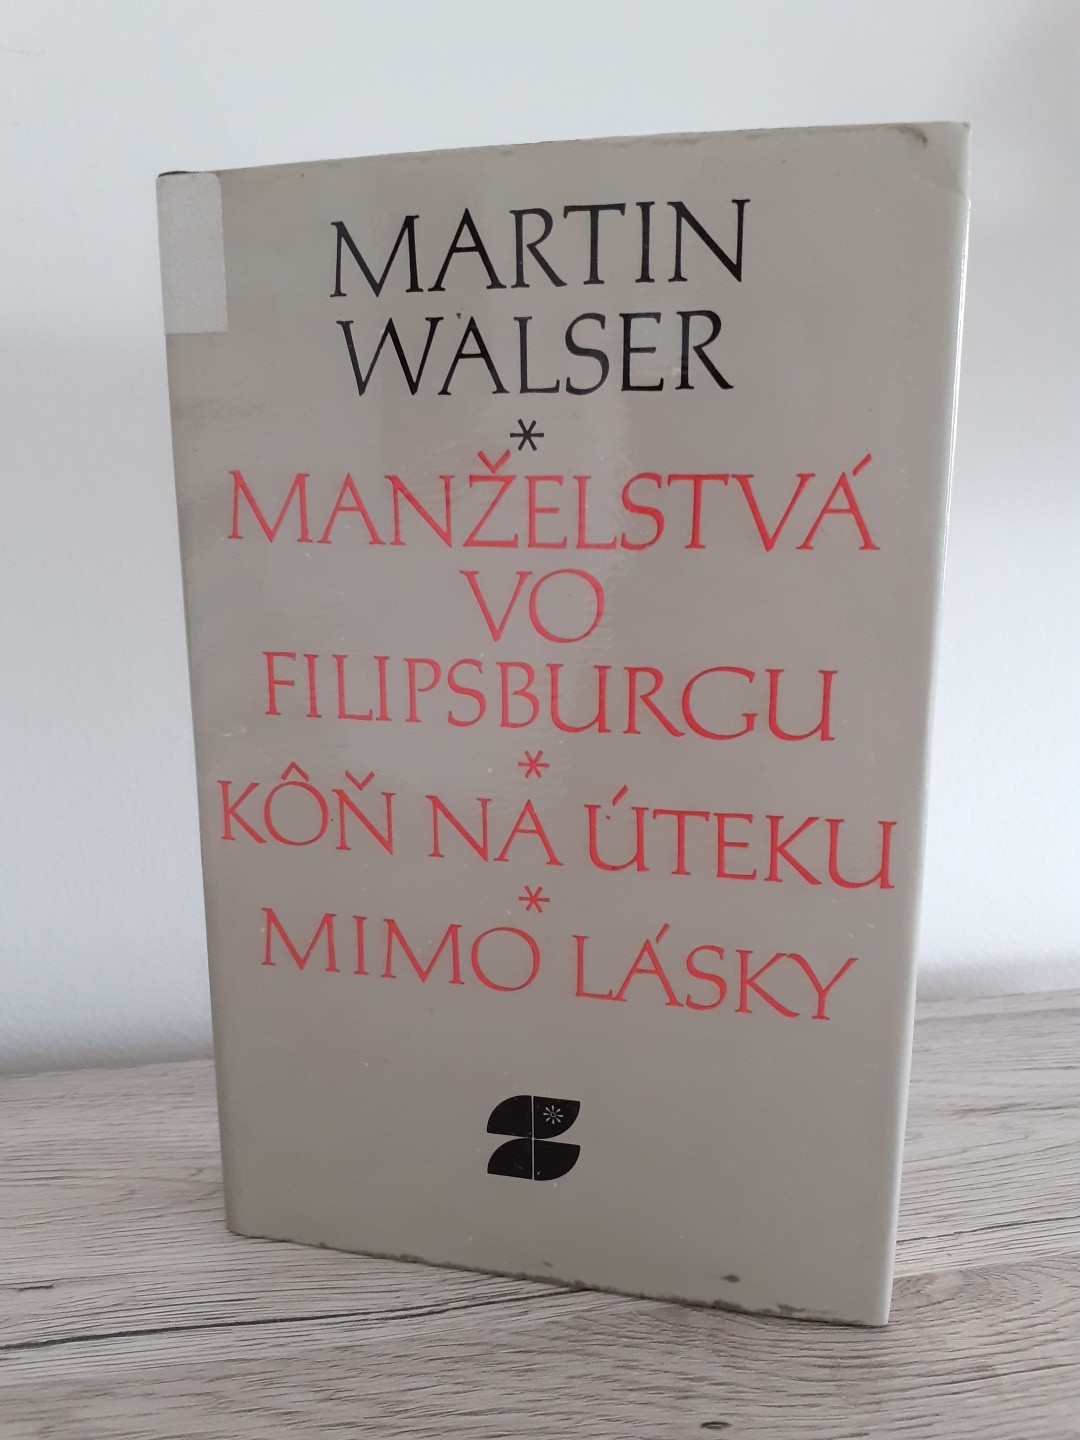 MARTIN
WALSER
*
MANŽELSTVÁ
VO
FILIPSBURGU
*
KÔŇ NA ÚTEKU
*
MIMO LÁSKY